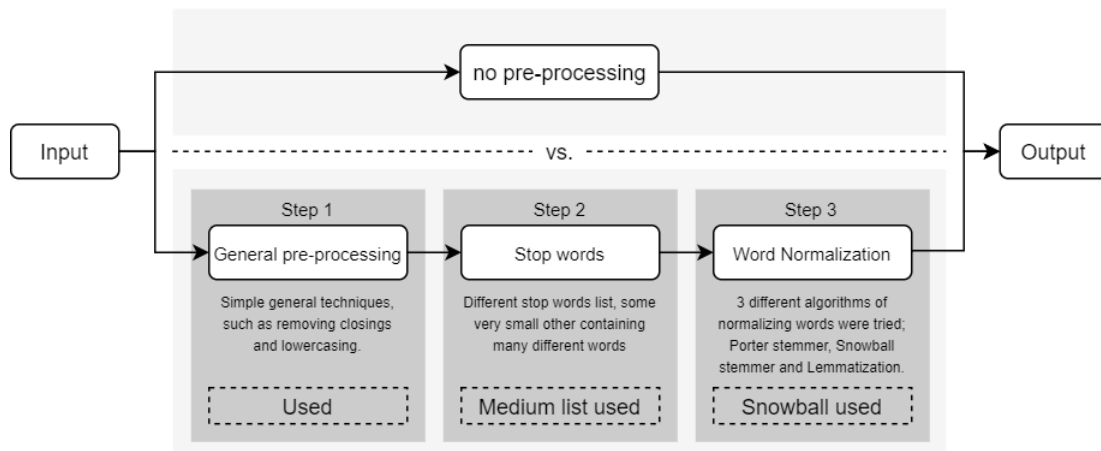 no pre-processing
Input
vs.
Output
Step 1
General pre-processing
Simple general techniques,
such as removing closings
and lowercasing.
Used
Step 2
Stop words
Different stop words list, some
very small other containing
many different words
Medium list used
Step 3
Word Normalization
3 different algorithms of
normalizing words were tried;
Porter stemmer, Snowball
stemmer and Lemmatization.
Snowball used